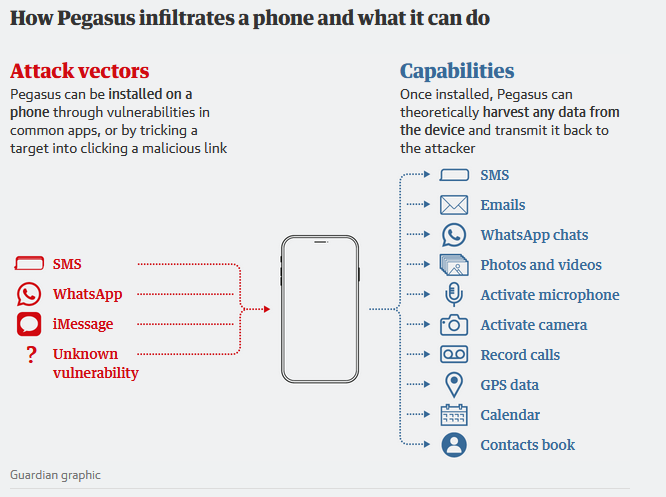 How Pegasus infiltrates a phone and what it can do
Attack vectors
Pegasus can be installed on a
phone through vulnerabilities in
common apps, or by tricking a
target into clicking a malicious link
SMS
WhatsApp
iMessage
?
Unknown
vulnerability
Capabilities
Once installed, Pegasus can
theoretically harvest any data from
the device and transmit it back to
the attacker
SMS
Emails
WhatsApp chats
Photos and videos
Activate microphone
Activate camera
Record calls
GPS data
Calendar
Contacts book
Guardian graphic